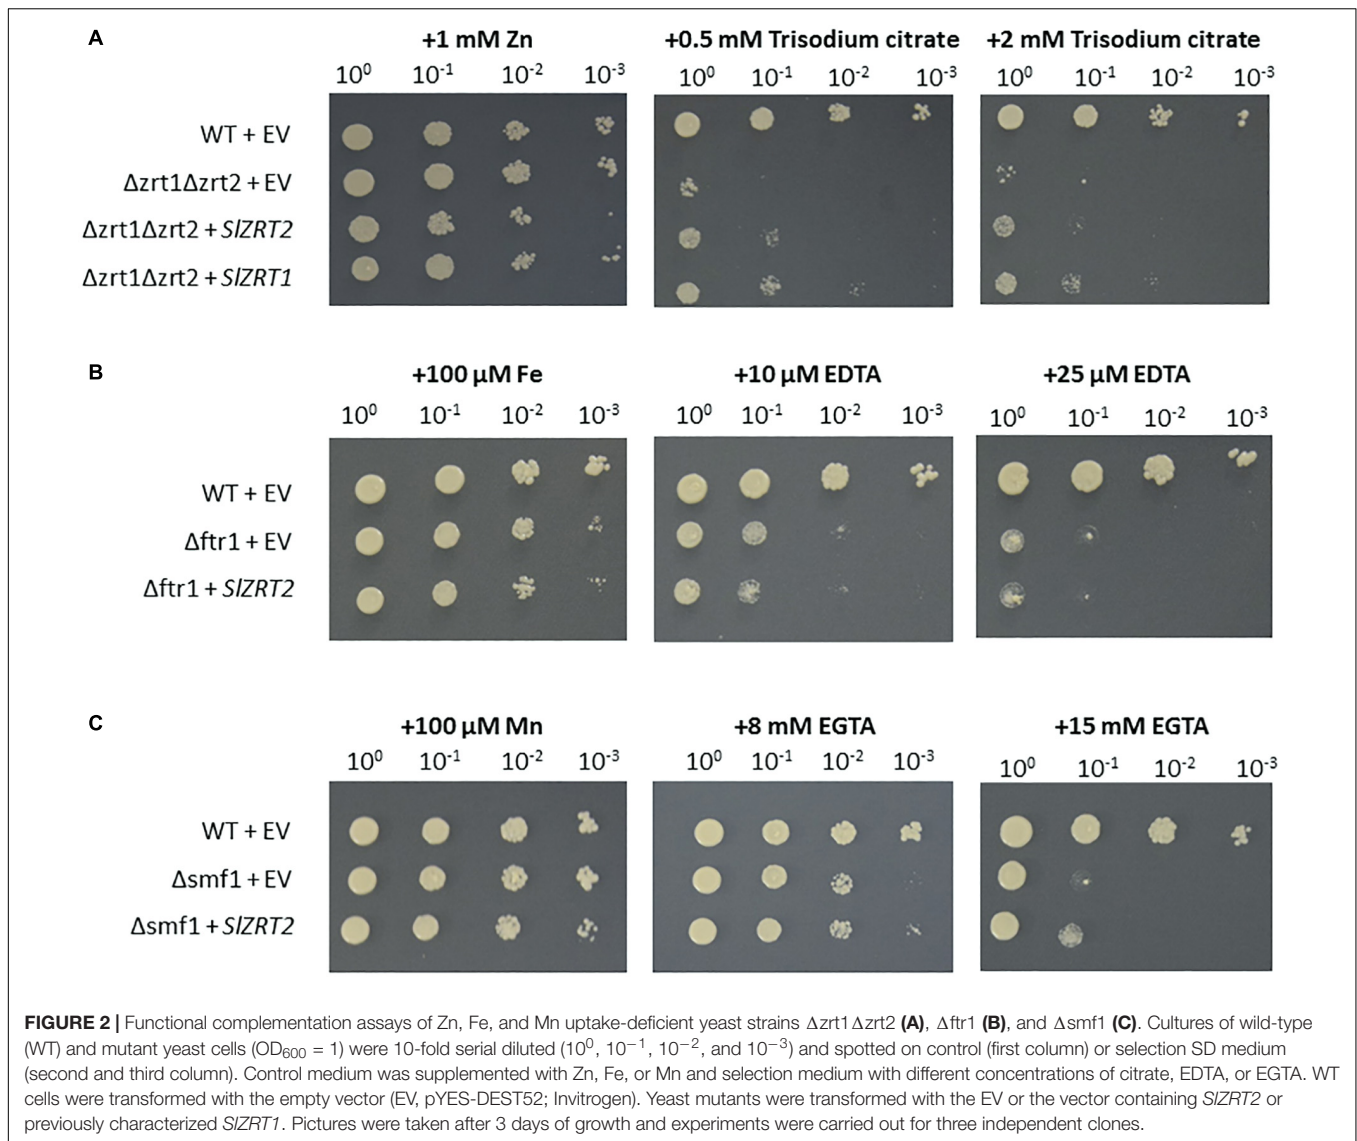 A
+1 mM Zn +0.5 mM Trisodium citrate +2 mM Trisodium citrate
10⁰ 10⁻¹ 10⁻² 10⁻³ 10⁰ 10⁻¹ 10⁻² 10⁻³ 10⁰ 10⁻¹ 10⁻² 10⁻³
WT + EV
Δzrt1Δzrt2 + EV
Δzrt1Δzrt2 + SlZRT2
Δzrt1Δzrt2 + SlZRT1
B
+100 µM Fe +10 µM EDTA +25 µM EDTA
10⁰ 10⁻¹ 10⁻² 10⁻³ 10⁰ 10⁻¹ 10⁻² 10⁻³ 10⁰ 10⁻¹ 10⁻² 10⁻³
WT + EV
Δftr1 + EV
Δftr1 + SlZRT2
C
+100 µM Mn +8 mM EGTA +15 mM EGTA
10⁰ 10⁻¹ 10⁻² 10⁻³ 10⁰ 10⁻¹ 10⁻² 10⁻³ 10⁰ 10⁻¹ 10⁻² 10⁻³
WT + EV
Δsmf1 + EV
Δsmf1 + SlZRT2
FIGURE 2 | Functional complementation assays of Zn, Fe, and Mn uptake-deficient yeast strains Δzrt1Δzrt2 (A), Δftr1 (B), and Δsmf1 (C). Cultures of wild-type
(WT) and mutant yeast cells (OD₆₀₀ = 1) were 10-fold serial diluted (10⁰, 10⁻¹, 10⁻², and 10⁻³) and spotted on control (first column) or selection SD medium
(second and third column). Control medium was supplemented with Zn, Fe, or Mn and selection medium with different concentrations of citrate, EDTA, or EGTA. WT
cells were transformed with the empty vector (EV, pYES-DEST52; Invitrogen). Yeast mutants were transformed with the EV or the vector containing SlZRT2 or
previously characterized SlZRT1. Pictures were taken after 3 days of growth and experiments were carried out for three independent clones.